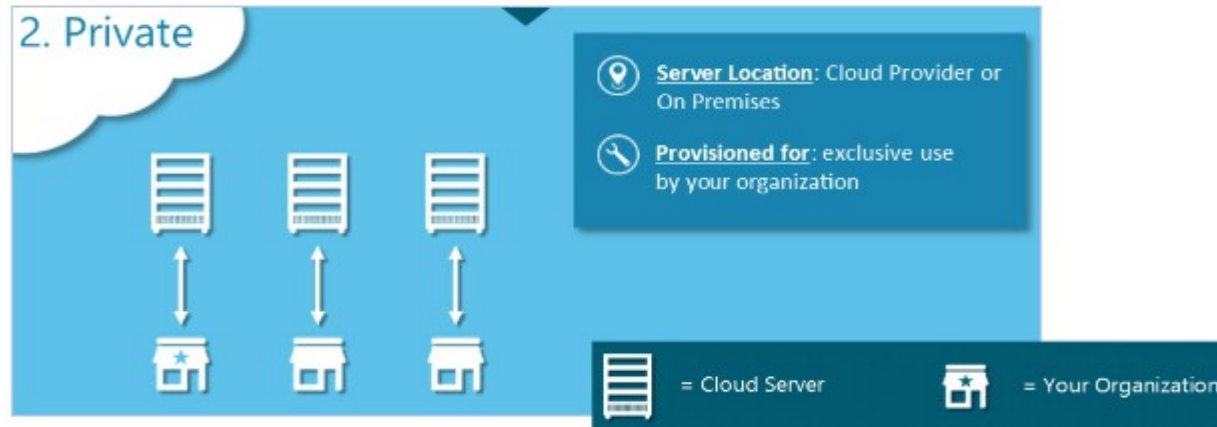 2. Private
Server Location: Cloud Provider or
On Premises
Provisioned for: exclusive use
by your organization
= Cloud Server
= Your Organization